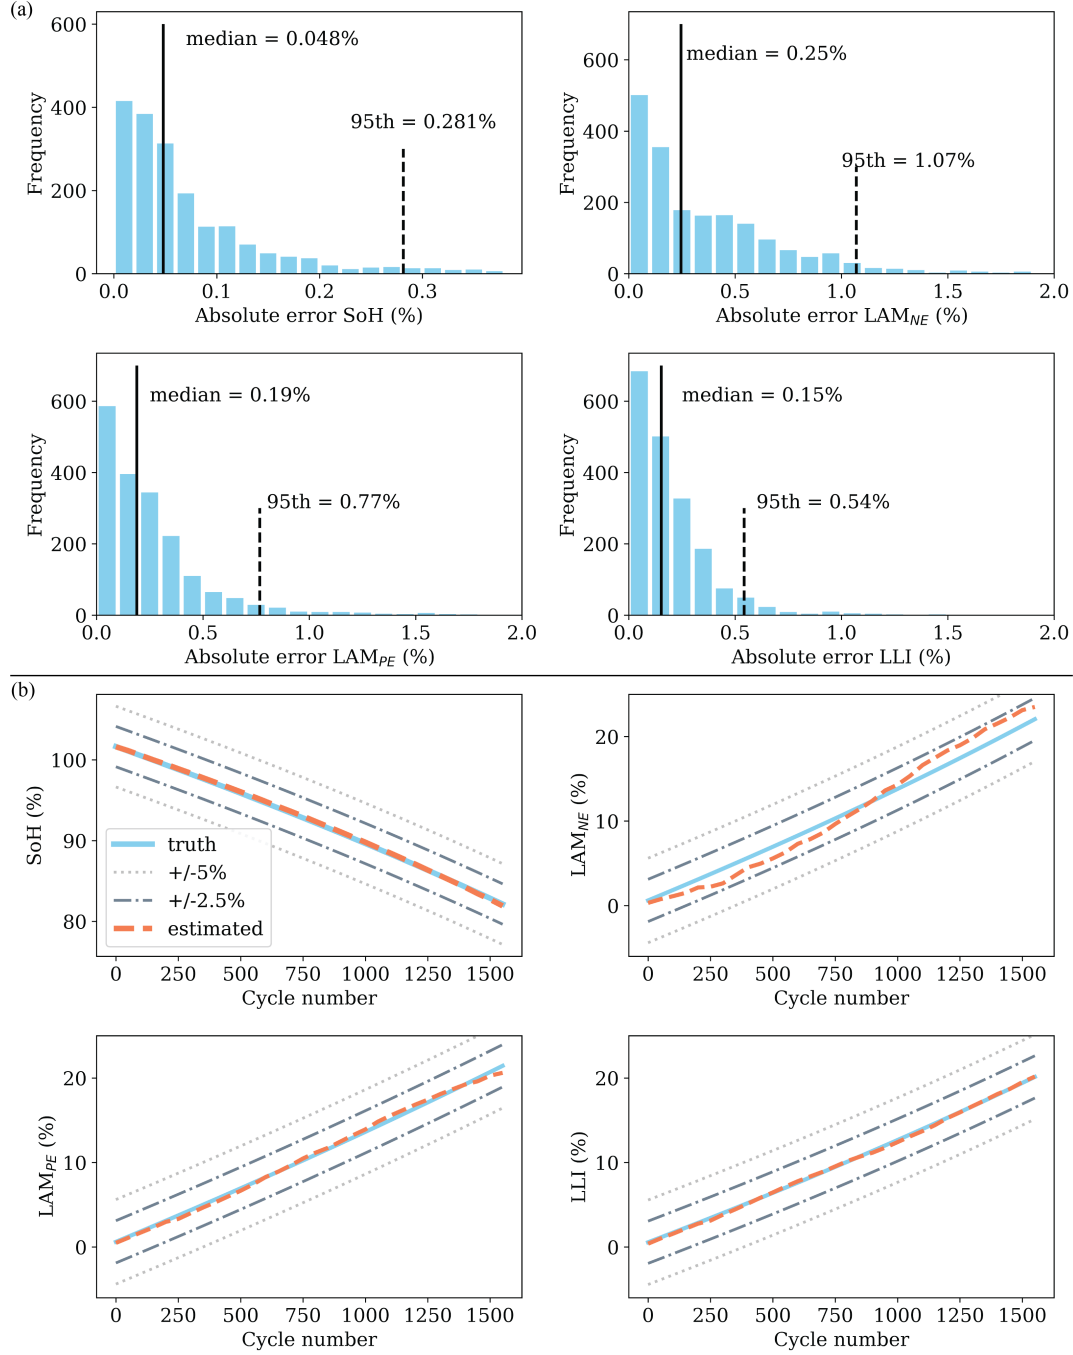 (a)
600
400
200
0
Frequency
median = 0.048%
95th = 0.281%
0.0 0.1 0.2 0.3
Absolute error SoH (%)
600
400
200
0
Frequency
median = 0.25%
95th = 1.07%
0.0 0.5 1.0 1.5 2.0
Absolute error LAM_NE (%)
600
400
200
0
Frequency
median = 0.19%
95th = 0.77%
0.0 0.5 1.0 1.5 2.0
Absolute error LAM_PE (%)
600
400
200
0
Frequency
median = 0.15%
95th = 0.54%
0.0 0.5 1.0 1.5 2.0
Absolute error LLI (%)
(b)
100
90
80
SoH (%)
truth
+/-5%
+/-2.5%
estimated
0 250 500 750 1000 1250 1500
Cycle number
20
10
0
LAM_NE (%)
0 250 500 750 1000 1250 1500
Cycle number
20
10
0
LAM_PE (%)
0 250 500 750 1000 1250 1500
Cycle number
20
10
0
LLI (%)
0 250 500 750 1000 1250 1500
Cycle number